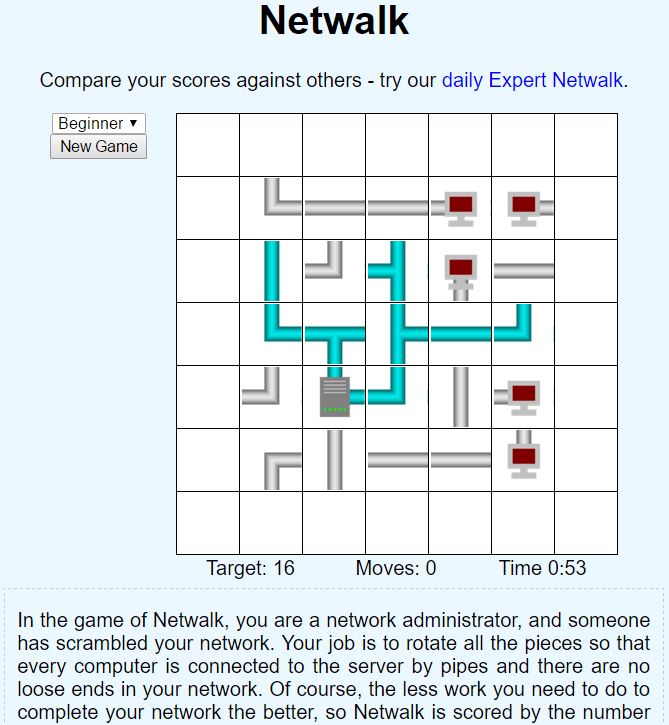 Netwalk
Compare your scores against others - try our daily Expert Netwalk.
Beginner
New Game
Target: 16 Moves: 0 Time 0:53
In the game of Netwalk, you are a network administrator, and someone
has scrambled your network. Your job is to rotate all the pieces so that
every computer is connected to the server by pipes and there are no
loose ends in your network. Of course, the less work you need to do to
complete your network the better, so Netwalk is scored by the number